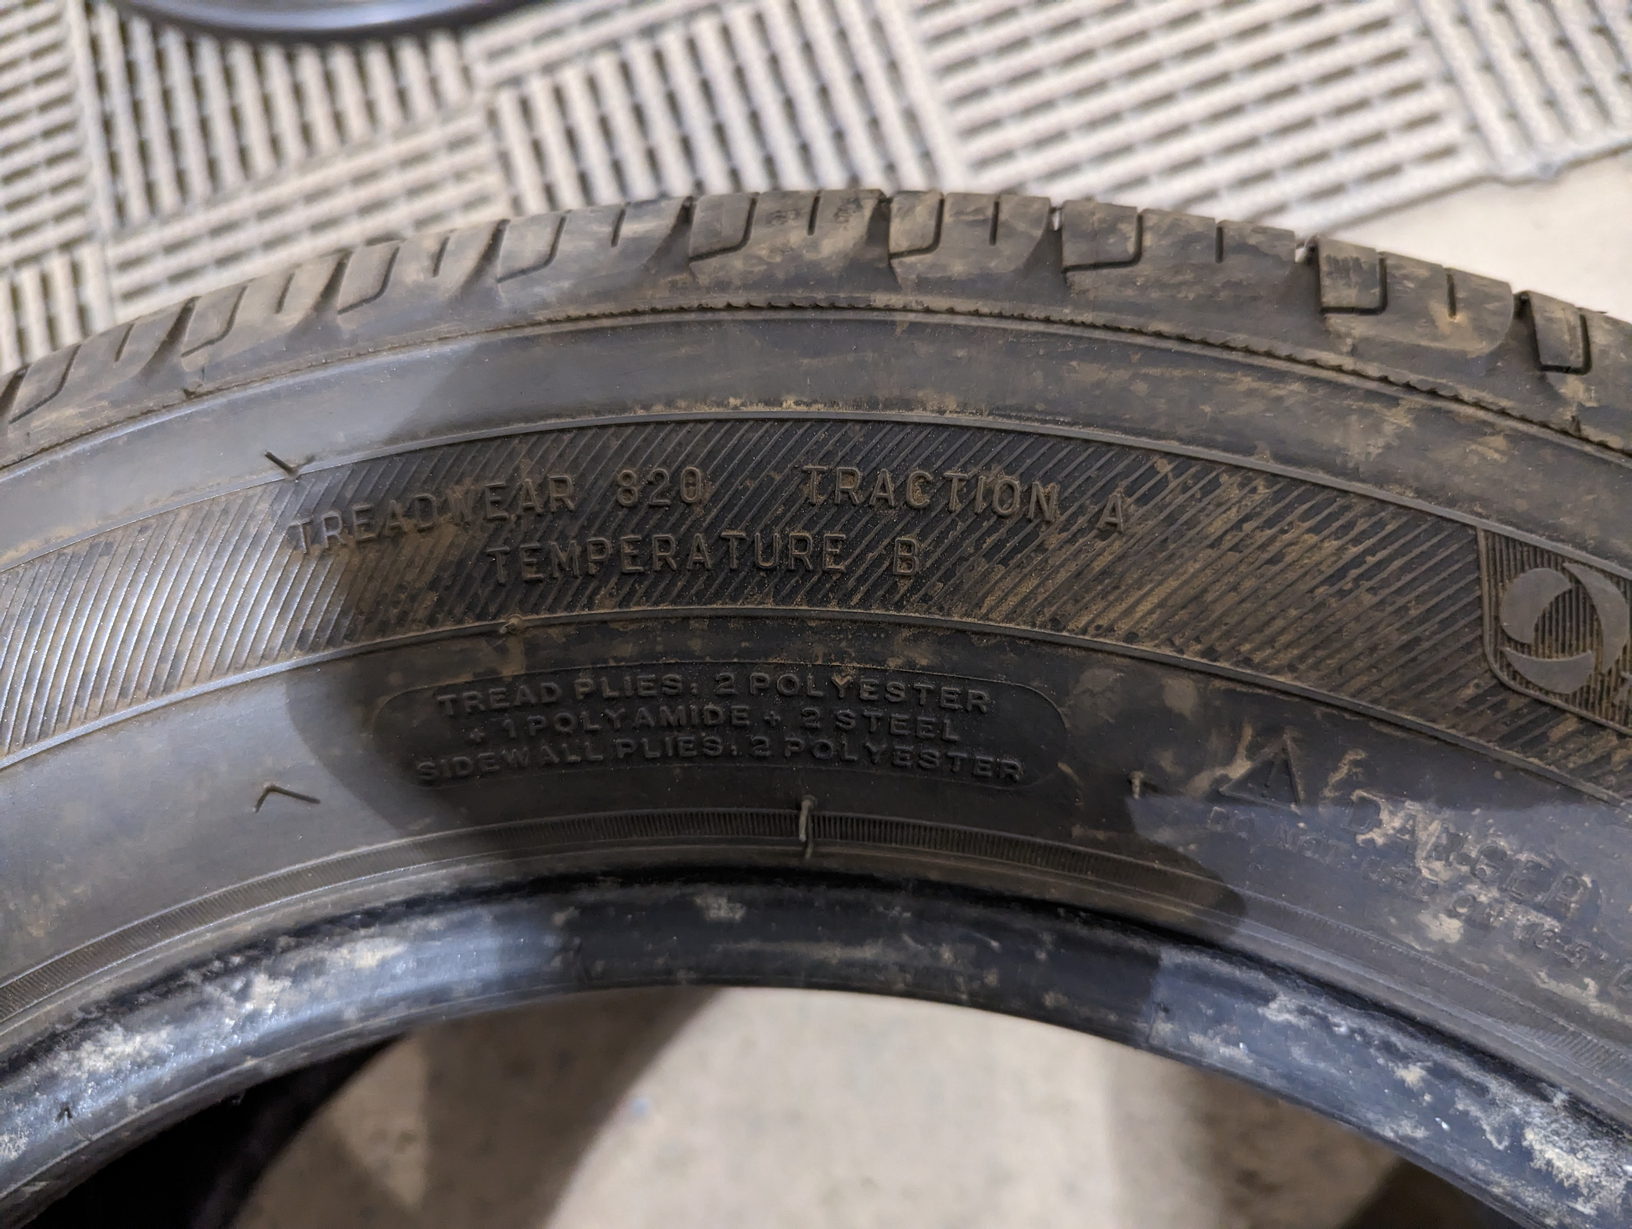 TREADWEAR 820 TRACTION A
TEMPERATURE B
TREAD PLIES: 2 POLYESTER
+ 1 POLYAMIDE + 2 STEEL
SIDEWALL PLIES: 2 POLYESTER
DANGER